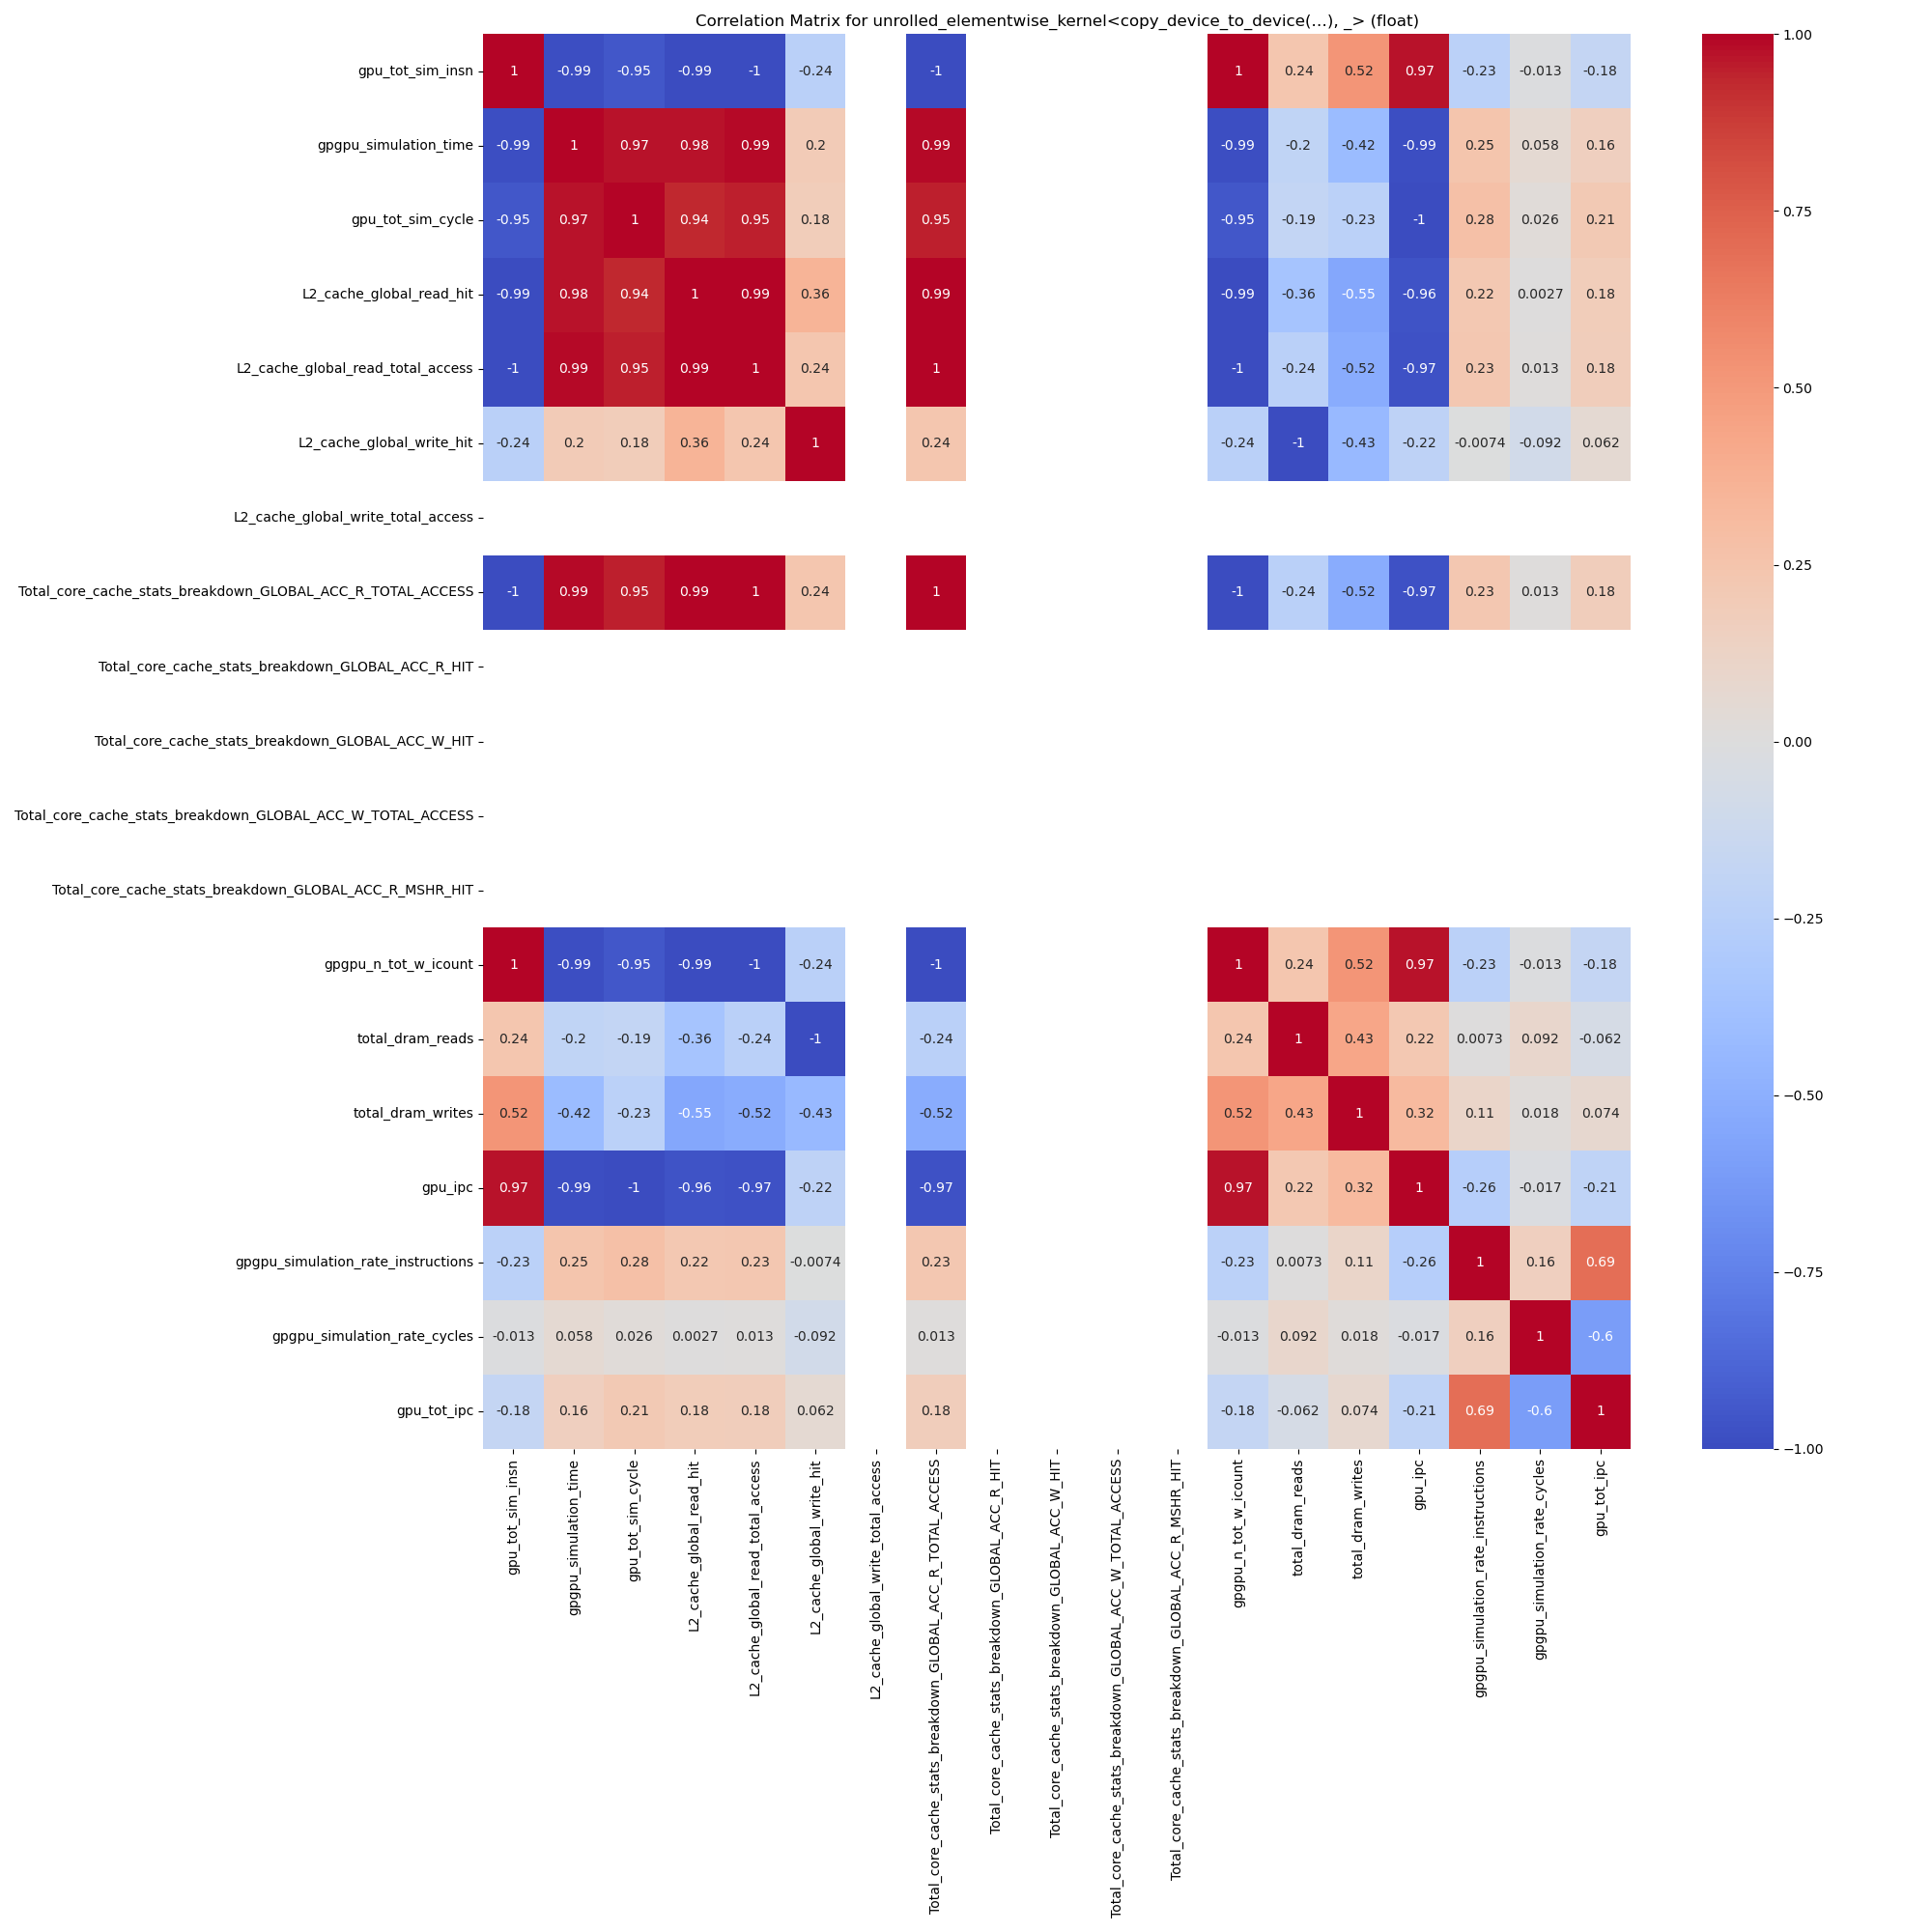 Correlation Matrix for unrolled_elementwise_kernel<copy_device_to_device(...), _> (float)
gpu_tot_sim_insn 1 -0.99 -0.95 -0.99 -1 -0.24 -1 1 0.24 0.52 0.97 -0.23 -0.013 -0.18
gpgpu_simulation_time -0.99 1 0.97 0.98 0.99 0.2 0.99 -0.99 -0.2 -0.42 -0.99 0.25 0.058 0.16
gpu_tot_sim_cycle -0.95 0.97 1 0.94 0.95 0.18 0.95 -0.95 -0.19 -0.23 -1 0.28 0.026 0.21
L2_cache_global_read_hit -0.99 0.98 0.94 1 0.99 0.36 0.99 -0.99 -0.36 -0.55 -0.96 0.22 0.0027 0.18
L2_cache_global_read_total_access -1 0.99 0.95 0.99 1 0.24 1 -1 -0.24 -0.52 -0.97 0.23 0.013 0.18
L2_cache_global_write_hit -0.24 0.2 0.18 0.36 0.24 1 0.24 -0.24 -1 -0.43 -0.22 -0.0074 -0.092 0.062
L2_cache_global_write_total_access
Total_core_cache_stats_breakdown_GLOBAL_ACC_R_TOTAL_ACCESS -1 0.99 0.95 0.99 1 0.24 1 -1 -0.24 -0.52 -0.97 0.23 0.013 0.18
Total_core_cache_stats_breakdown_GLOBAL_ACC_R_HIT
Total_core_cache_stats_breakdown_GLOBAL_ACC_W_HIT
Total_core_cache_stats_breakdown_GLOBAL_ACC_W_TOTAL_ACCESS
Total_core_cache_stats_breakdown_GLOBAL_ACC_R_MSHR_HIT
gpgpu_n_tot_w_icount 1 -0.99 -0.95 -0.99 -1 -0.24 -1 1 0.24 0.52 0.97 -0.23 -0.013 -0.18
total_dram_reads 0.24 -0.2 -0.19 -0.36 -0.24 -1 -0.24 0.24 1 0.43 0.22 0.0073 0.092 -0.062
total_dram_writes 0.52 -0.42 -0.23 -0.55 -0.52 -0.43 -0.52 0.52 0.43 1 0.32 0.11 0.018 0.074
gpu_ipc 0.97 -0.99 -1 -0.96 -0.97 -0.22 -0.97 0.97 0.22 0.32 1 -0.26 -0.017 -0.21
gpgpu_simulation_rate_instructions -0.23 0.25 0.28 0.22 0.23 -0.0074 0.23 -0.23 0.0073 0.11 -0.26 1 0.16 0.69
gpgpu_simulation_rate_cycles -0.013 0.058 0.026 0.0027 0.013 -0.092 0.013 -0.013 0.092 0.018 -0.017 0.16 1 -0.6
gpu_tot_ipc -0.18 0.16 0.21 0.18 0.18 0.062 0.18 -0.18 -0.062 0.074 -0.21 0.69 -0.6 1
gpu_tot_sim_insn
gpgpu_simulation_time
gpu_tot_sim_cycle
L2_cache_global_read_hit
L2_cache_global_read_total_access
L2_cache_global_write_hit
L2_cache_global_write_total_access
Total_core_cache_stats_breakdown_GLOBAL_ACC_R_TOTAL_ACCESS
Total_core_cache_stats_breakdown_GLOBAL_ACC_R_HIT
Total_core_cache_stats_breakdown_GLOBAL_ACC_W_HIT
Total_core_cache_stats_breakdown_GLOBAL_ACC_W_TOTAL_ACCESS
Total_core_cache_stats_breakdown_GLOBAL_ACC_R_MSHR_HIT
gpgpu_n_tot_w_icount
total_dram_reads
total_dram_writes
gpu_ipc
gpgpu_simulation_rate_instructions
gpgpu_simulation_rate_cycles
gpu_tot_ipc
1.00
0.75
0.50
0.25
0.00
−0.25
−0.50
−0.75
−1.00